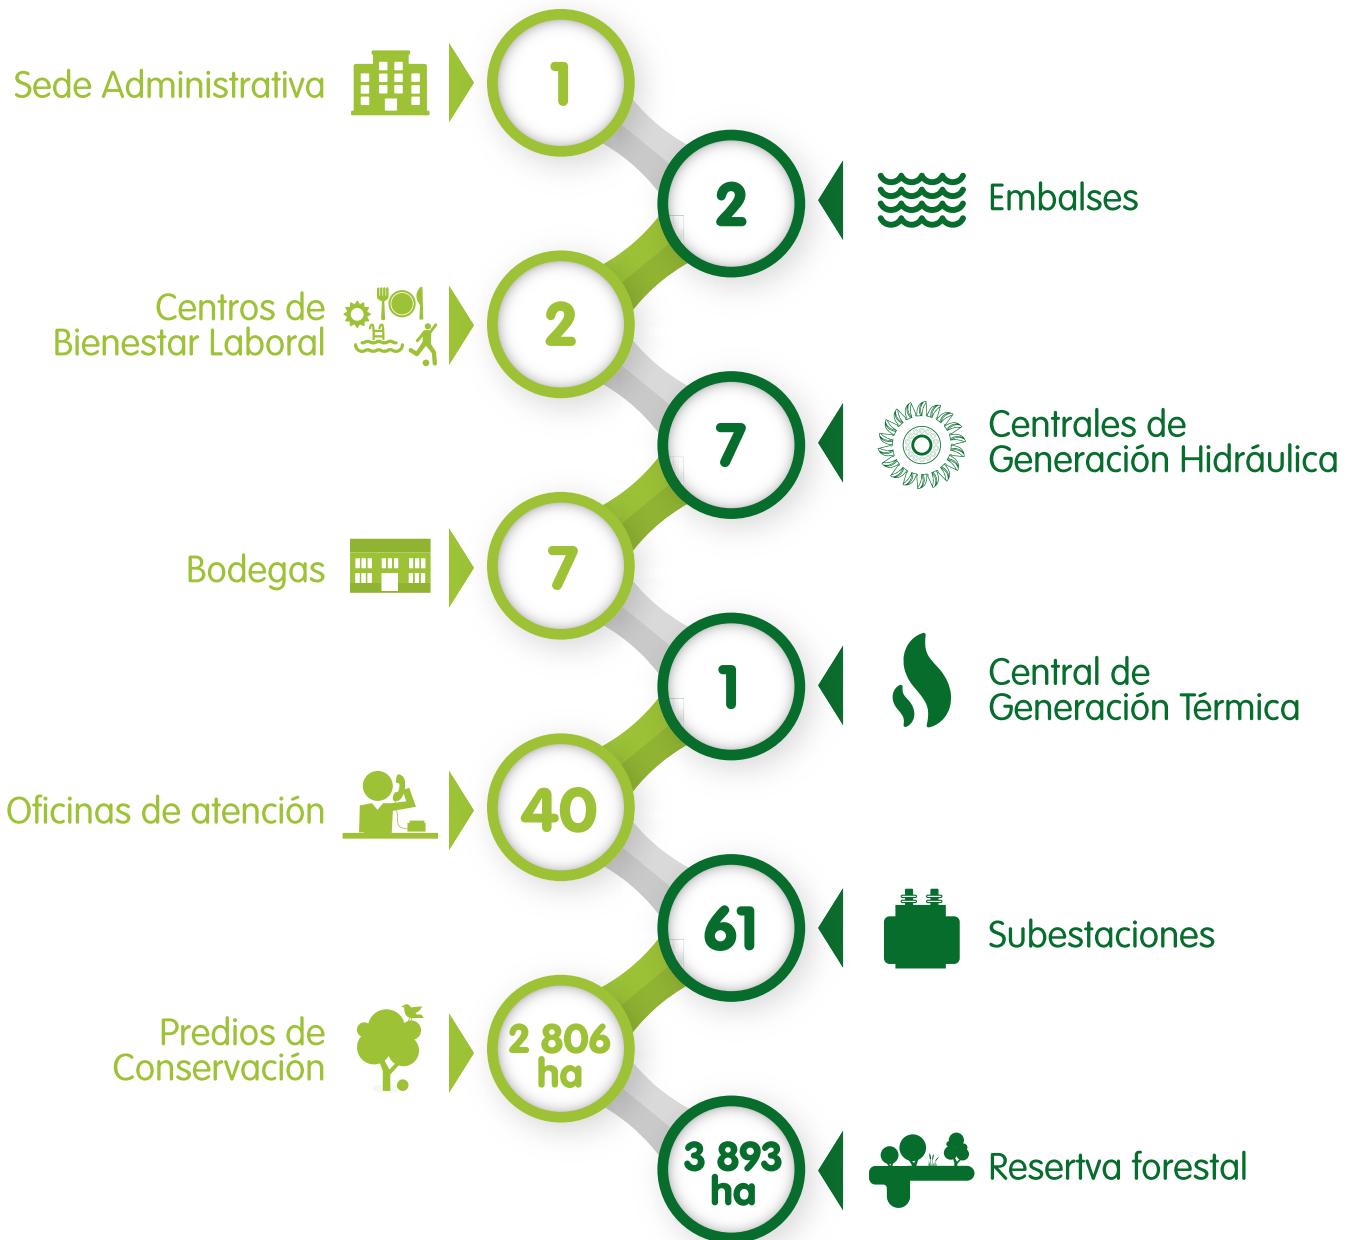 Sede Administrativa
1
2
Embalses
Centros de
Bienestar Laboral
2
7
Centrales de
Generación Hidráulica
Bodegas
7
1
Central de
Generación Térmica
Oficinas de atención
40
61
Subestaciones
Predios de
Conservación
2 806
ha
3 893
ha
Resertva forestal